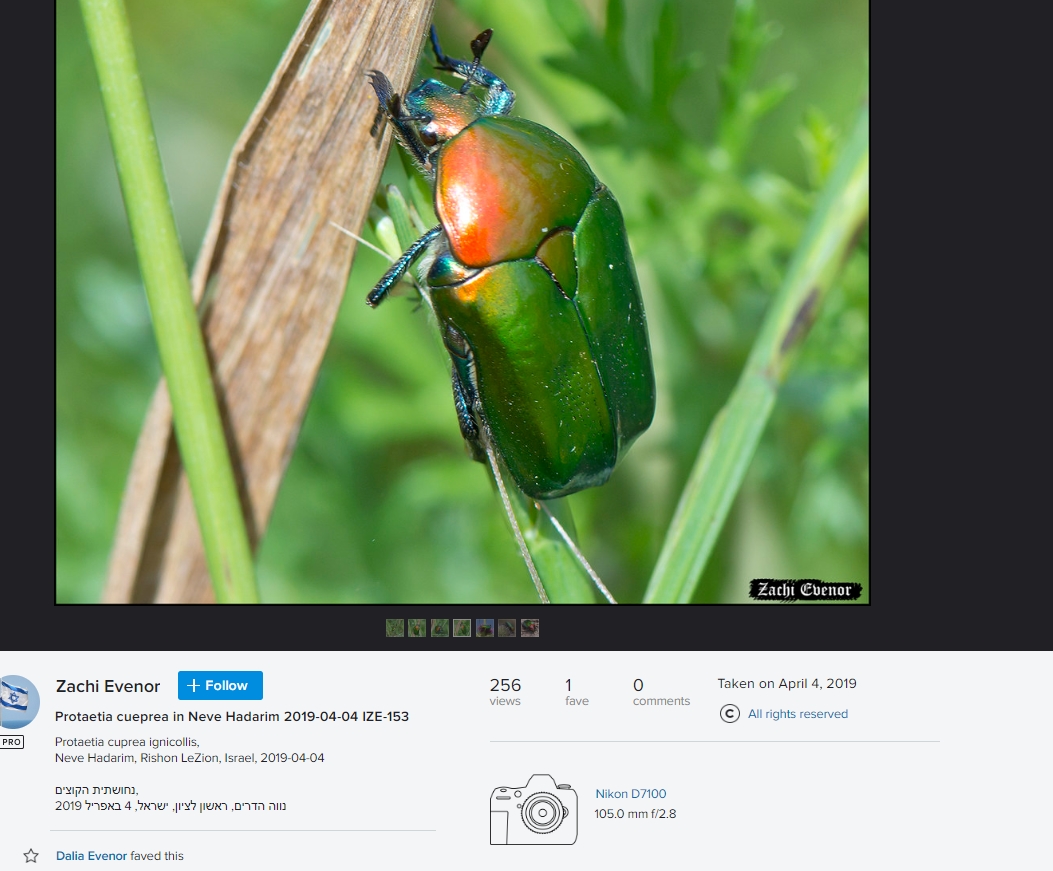 Zachi Evenor
Zachi Evenor
+ Follow
PRO
Protaetia cueprea in Neve Hadarim 2019-04-04 IZE-153
Protaetia cuprea ignicollis,
Neve Hadarim, Rishon LeZion, Israel, 2019-04-04
נחושתית הקוצים,
נווה הדרים, ראשון לציון, ישראל, 4 באפריל 2019
Dalia Evenor faved this
256
views
1
fave
0
comments
Taken on April 4, 2019
© All rights reserved
Nikon D7100
105.0 mm f/2.8